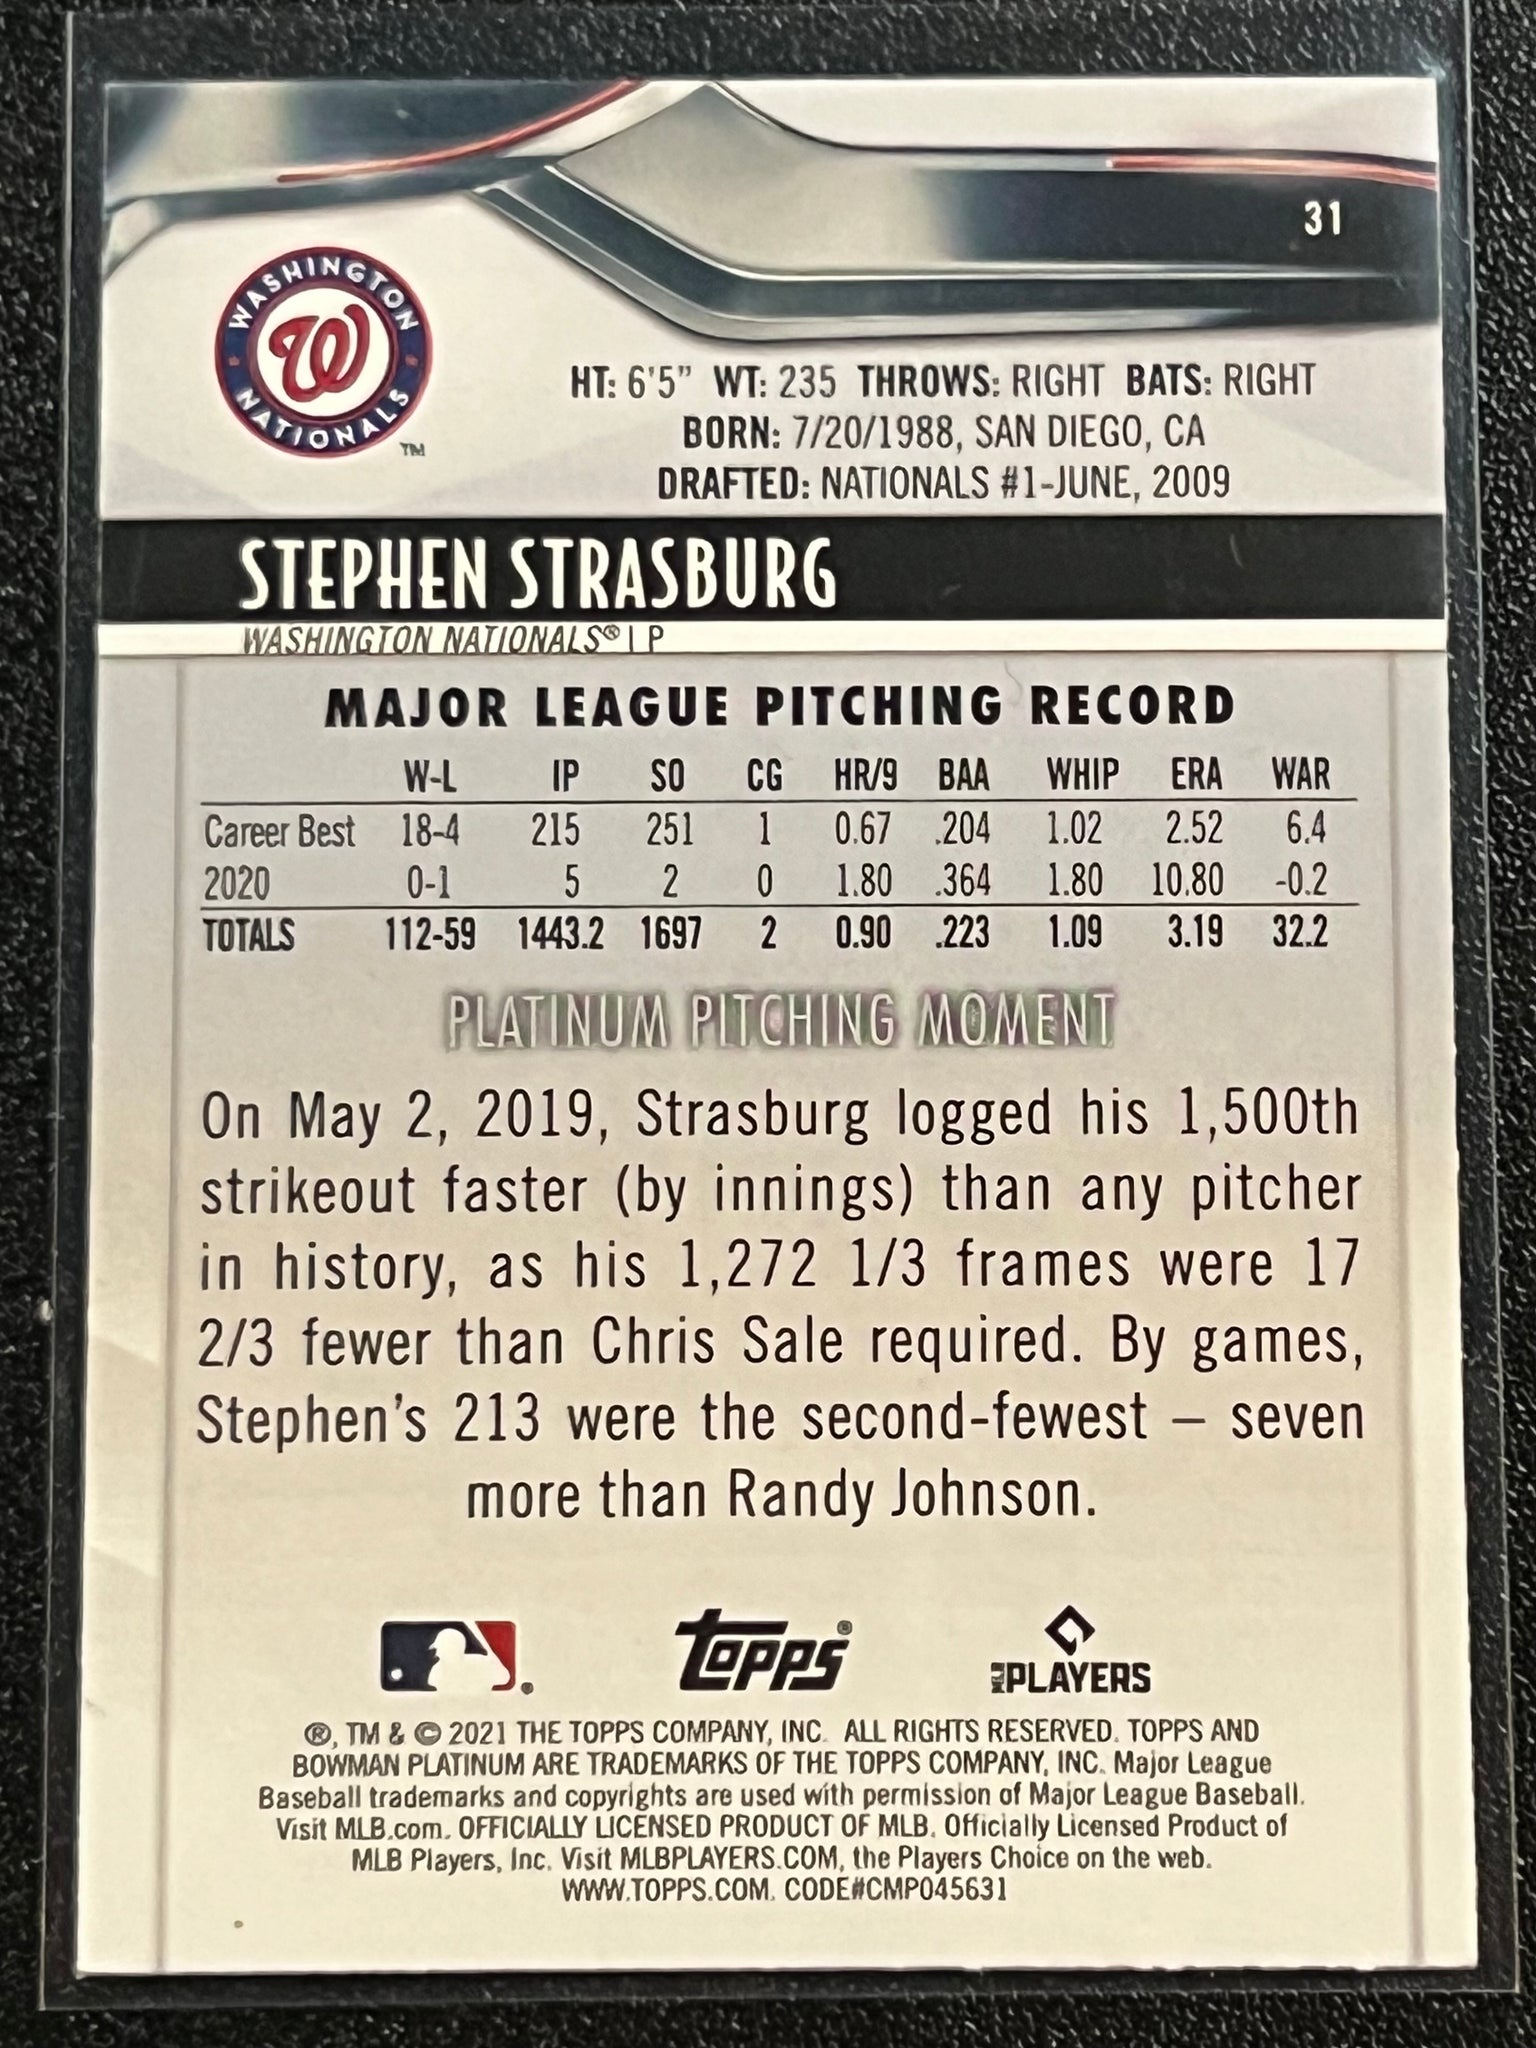 31
WASHINGTON
W
NATIONALS
TM
HT: 6'5" WT: 235 THROWS: RIGHT BATS: RIGHT
BORN: 7/20/1988, SAN DIEGO, CA
DRAFTED: NATIONALS #1-JUNE, 2009
STEPHEN STRASBURG
WASHINGTON NATIONALS® | P
MAJOR LEAGUE PITCHING RECORD
W-L IP SO CG HR/9 BAA WHIP ERA WAR
Career Best 18-4 215 251 1 0.67 .204 1.02 2.52 6.4
2020 0-1 5 2 0 1.80 .364 1.80 10.80 -0.2
TOTALS 112-59 1443.2 1697 2 0.90 .223 1.09 3.19 32.2
PLATINUM PITCHING MOMENT
On May 2, 2019, Strasburg logged his 1,500th
strikeout faster (by innings) than any pitcher
in history, as his 1,272 1/3 frames were 17
2/3 fewer than Chris Sale required. By games,
Stephen's 213 were the second-fewest – seven
more than Randy Johnson.
® topps® MLB PLAYERS
®, TM & © 2021 THE TOPPS COMPANY, INC. ALL RIGHTS RESERVED. TOPPS AND
BOWMAN PLATINUM ARE TRADEMARKS OF THE TOPPS COMPANY, INC. Major League
Baseball trademarks and copyrights are used with permission of Major League Baseball.
Visit MLB.com. OFFICIALLY LICENSED PRODUCT OF MLB. Officially Licensed Product of
MLB Players, Inc. Visit MLBPLAYERS.COM, the Players Choice on the web.
WWW.TOPPS.COM. CODE#CMP045631